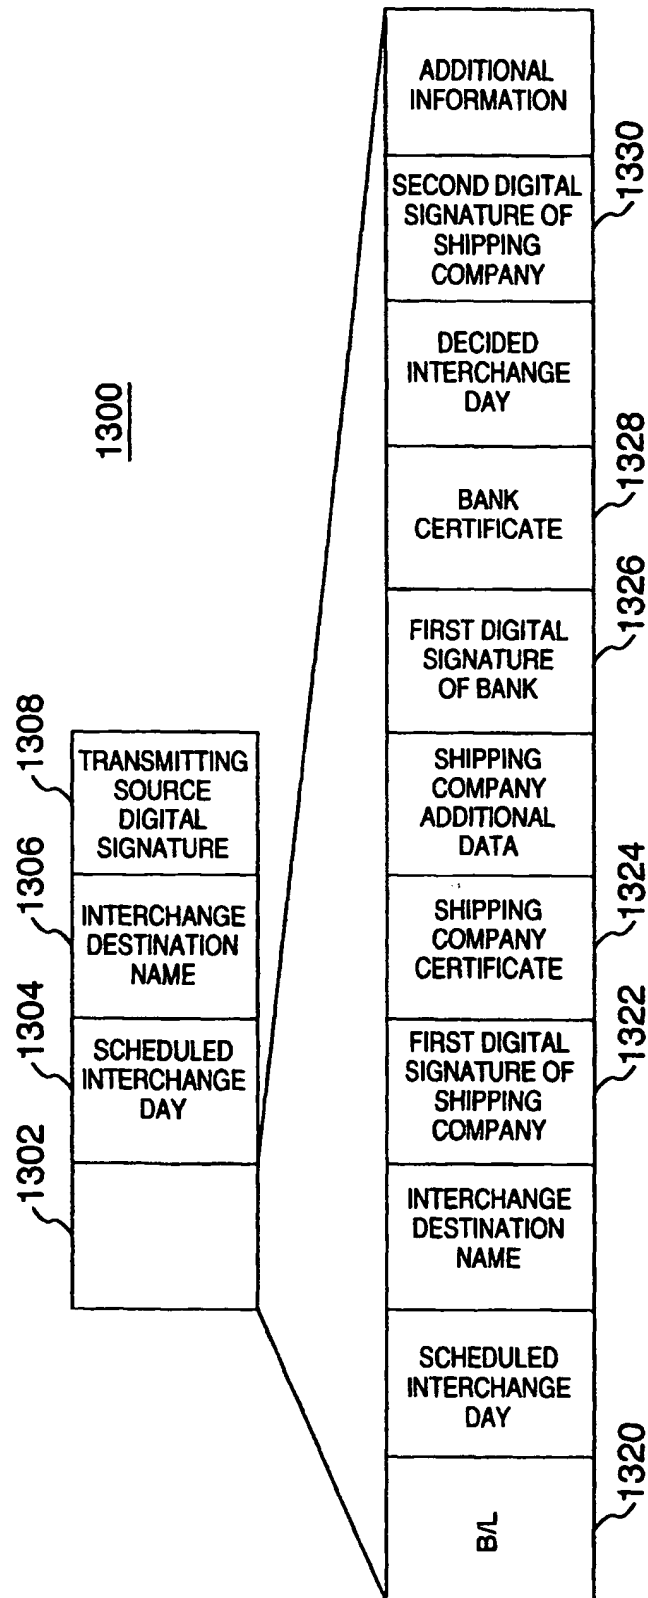 1300
1308
TRANSMITTING
SOURCE
DIGITAL
SIGNATURE
1306
INTERCHANGE
DESTINATION
NAME
1304
SCHEDULED
INTERCHANGE
DAY
1302
ADDITIONAL
INFORMATION
SECOND DIGITAL
SIGNATURE OF
SHIPPING
COMPANY
1330
DECIDED
INTERCHANGE
DAY
BANK
CERTIFICATE
1328
FIRST DIGITAL
SIGNATURE
OF BANK
1326
SHIPPING
COMPANY
ADDITIONAL
DATA
SHIPPING
COMPANY
CERTIFICATE
1324
FIRST DIGITAL
SIGNATURE OF
SHIPPING
COMPANY
1322
INTERCHANGE
DESTINATION
NAME
SCHEDULED
INTERCHANGE
DAY
B/L
1320